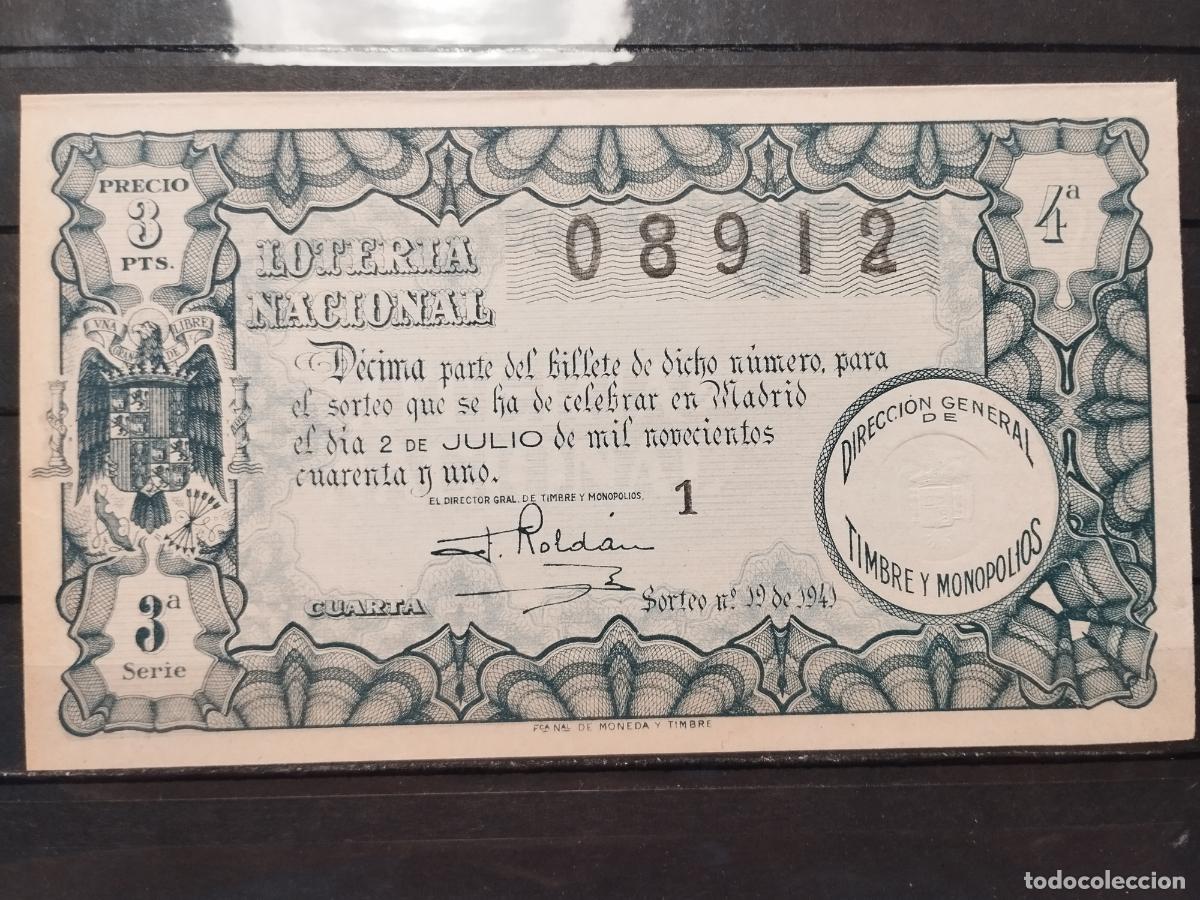 PRECIO
3
PTS.
LOTERIA
NACIONAL
08912
4ª
VNA
GRANDE
LIBRE
Décima parte del billete de dicho número, para
el sorteo que se ha de celebrar en Madrid
el día 2 DE JULIO de mil novecientos
cuarenta y uno.
EL DIRECTOR GRAL. DE TIMBRE Y MONOPOLIOS,
1
J. Roldán
DIRECCIÓN GENERAL
DE
TIMBRE Y MONOPOLIOS
CUARTA
Sorteo nº 19 de 1941
3ª
Serie
FCA NAL DE MONEDA Y TIMBRE
todocoleccion